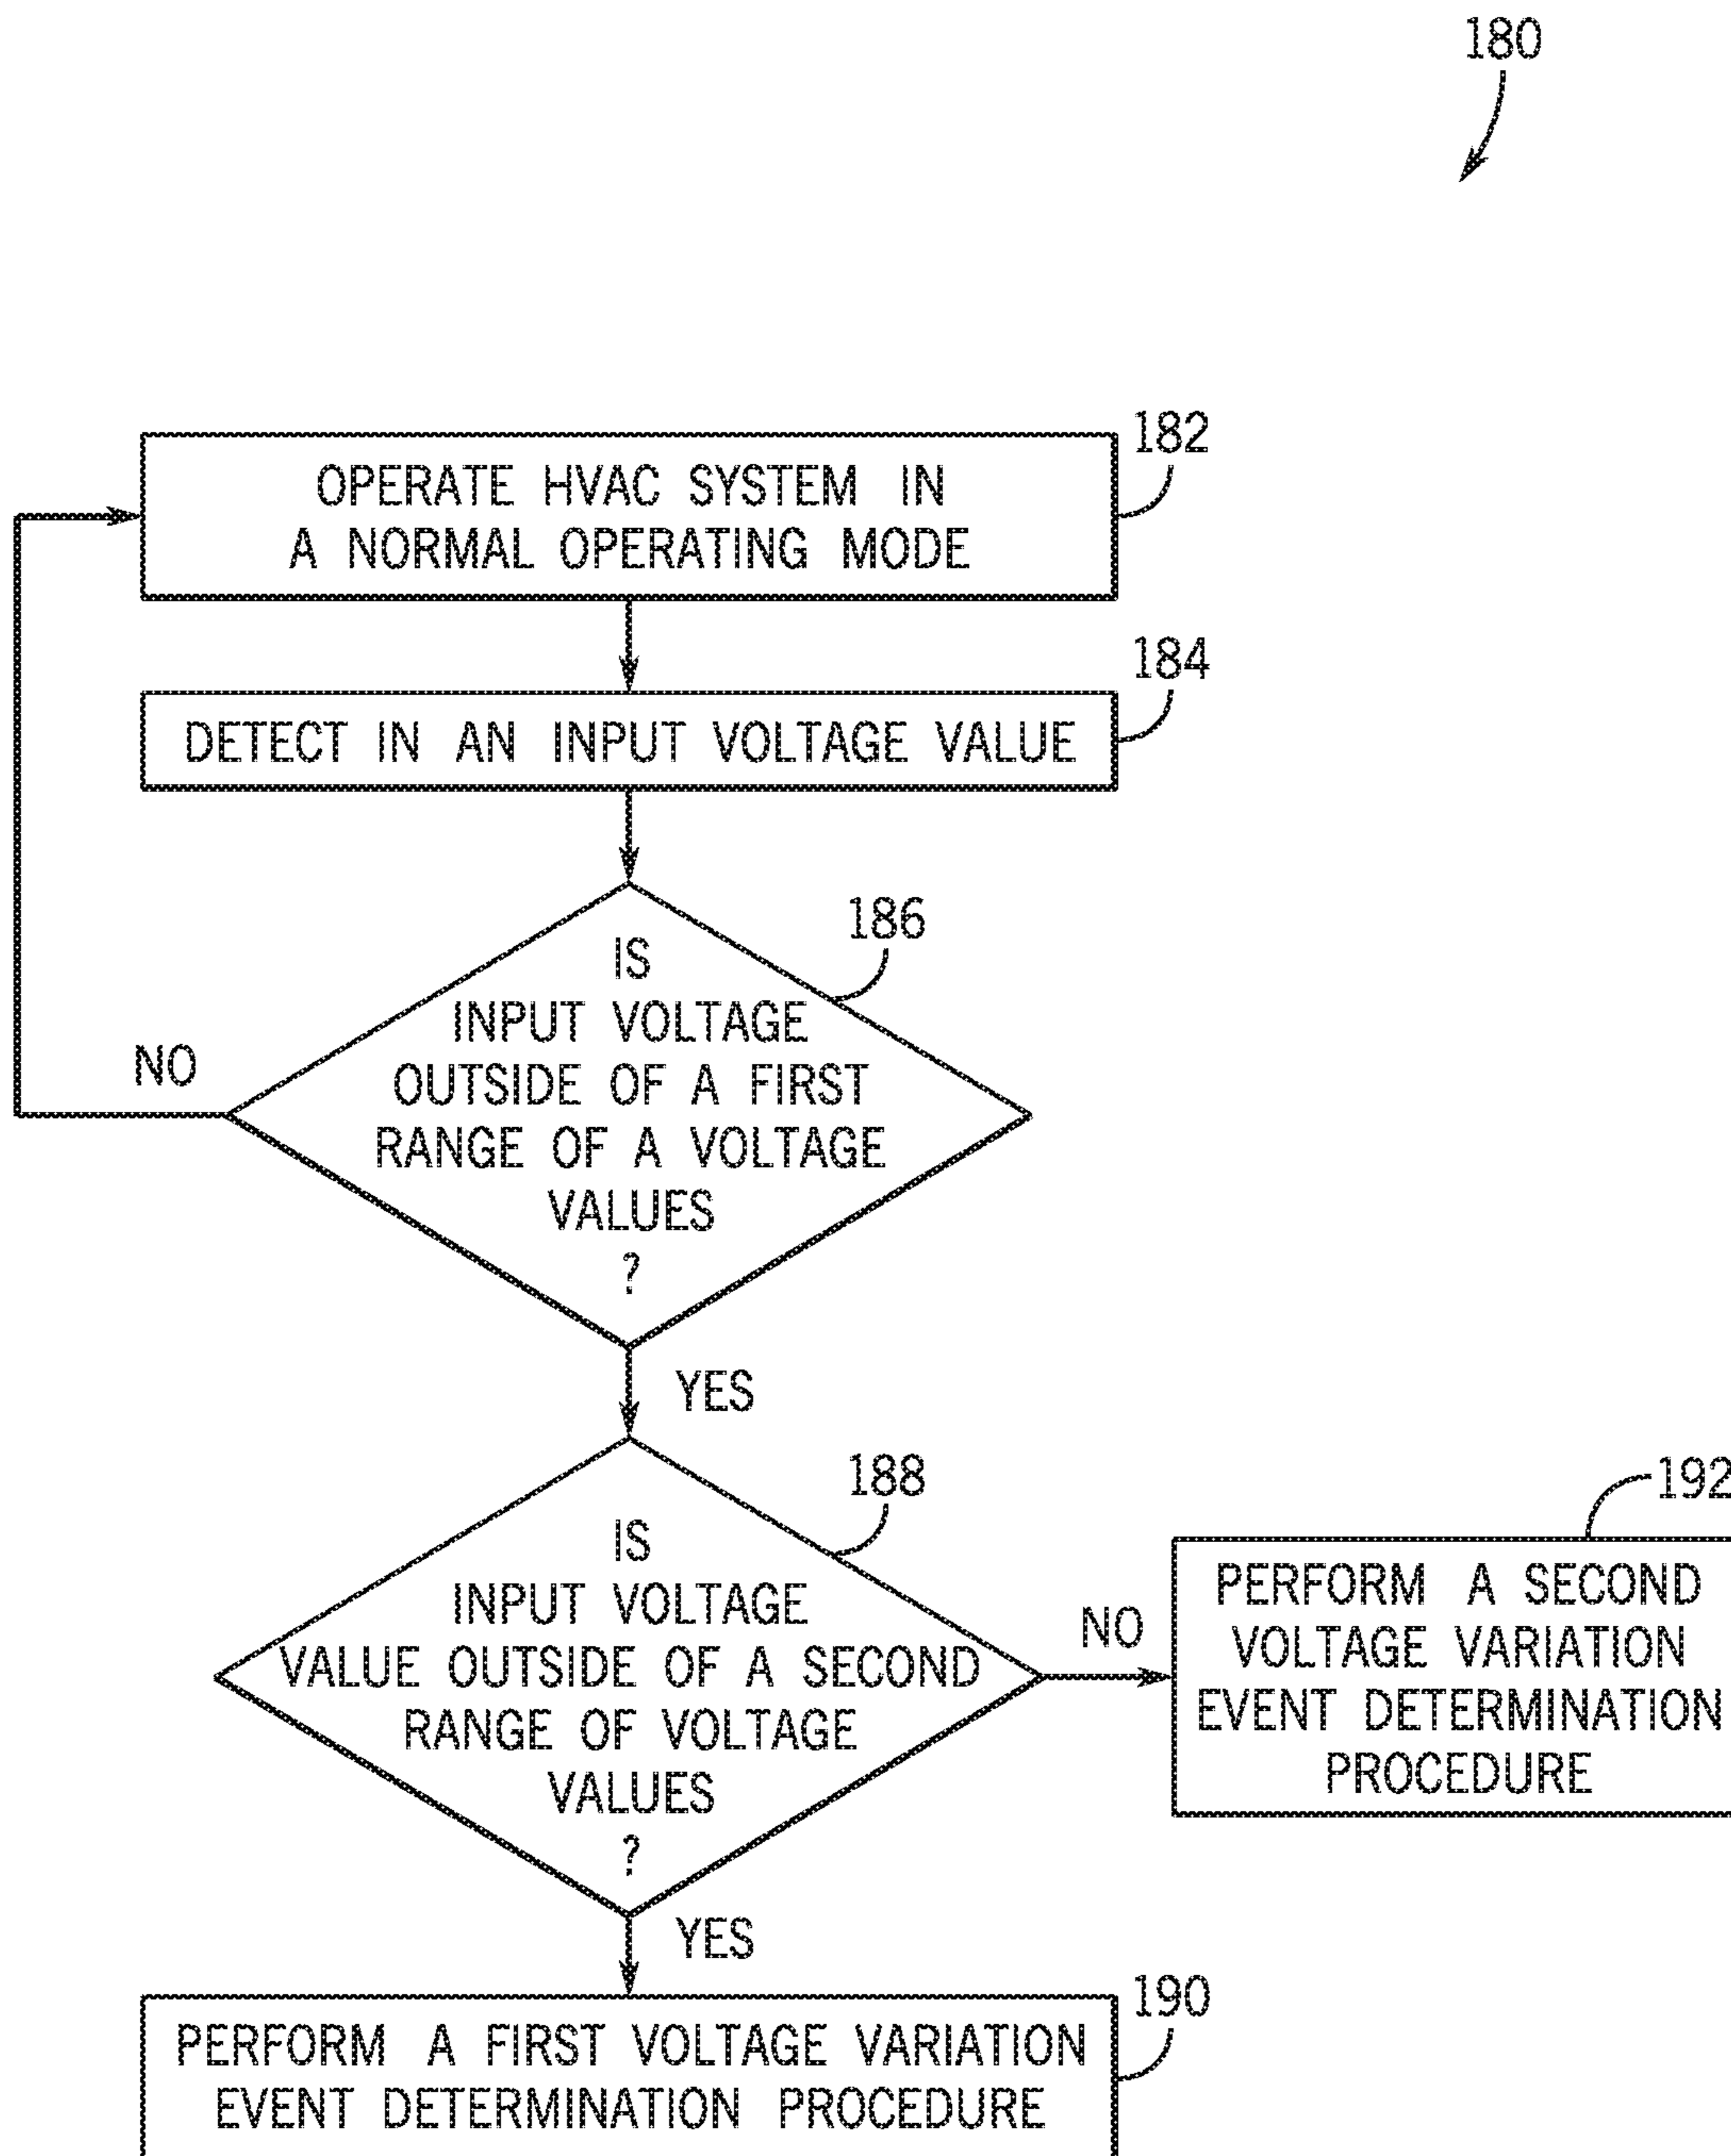 180
182
OPERATE HVAC SYSTEM IN
A NORMAL OPERATING MODE
184
DETECT IN AN INPUT VOLTAGE VALUE
186
IS
INPUT VOLTAGE
OUTSIDE OF A FIRST
RANGE OF A VOLTAGE
VALUES
?
NO
YES
188
IS
INPUT VOLTAGE
VALUE OUTSIDE OF A SECOND
RANGE OF VOLTAGE
VALUES
?
NO
192
PERFORM A SECOND
VOLTAGE VARIATION
EVENT DETERMINATION
PROCEDURE
YES
190
PERFORM A FIRST VOLTAGE VARIATION
EVENT DETERMINATION PROCEDURE